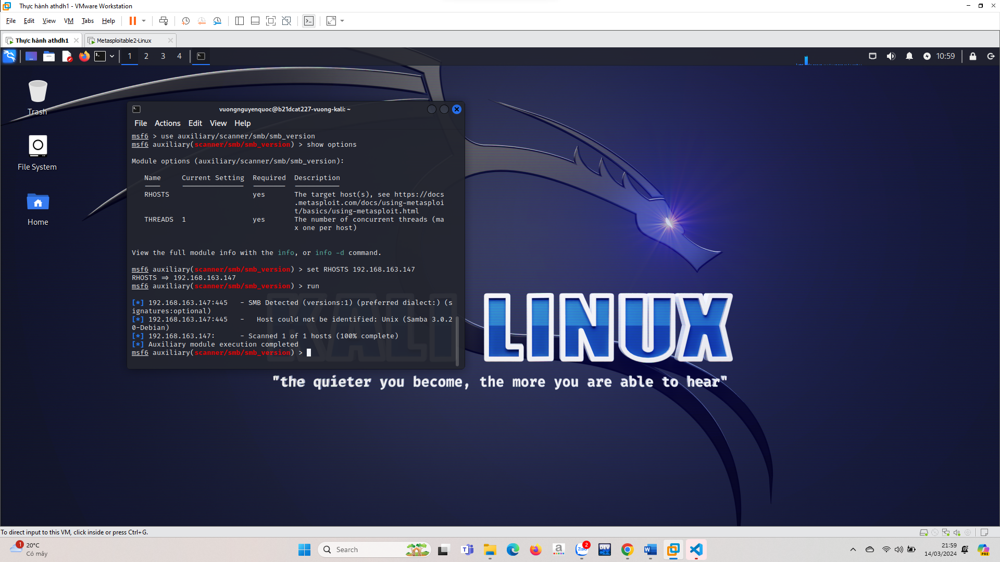 Thực hành athdh1 - VMware Workstation
File Edit View VM Tabs Help
Thực hành athdh1
Metasploitable2-Linux
1 2 3 4
10:59
Trash
File System
Home
vuongnguyenquoc@b21dcat227-vuong-kali: ~
File Actions Edit View Help
msf6 > use auxiliary/scanner/smb/smb_version
msf6 auxiliary(scanner/smb/smb_version) > show options
Module options (auxiliary/scanner/smb/smb_version):
Name Current Setting Required Description
RHOSTS yes The target host(s), see https://docs
.metasploit.com/docs/using-metasploi
t/basics/using-metasploit.html
THREADS 1 yes The number of concurrent threads (ma
x one per host)
View the full module info with the info, or info -d command.
msf6 auxiliary(scanner/smb/smb_version) > set RHOSTS 192.168.163.147
RHOSTS => 192.168.163.147
msf6 auxiliary(scanner/smb/smb_version) > run
[*] 192.168.163.147:445 - SMB Detected (versions:1) (preferred dialect:) (s
ignatures:optional)
[*] 192.168.163.147:445 - Host could not be identified: Unix (Samba 3.0.2
0-Debian)
[*] 192.168.163.147: - Scanned 1 of 1 hosts (100% complete)
[*] Auxiliary module execution completed
msf6 auxiliary(scanner/smb/smb_version) >
KALI LINUX
"the quieter you become, the more you are able to hear"
To direct input to this VM, click inside or press Ctrl+G.
1
20°C
Có mây
Search
Zalo
2
DEV
21:59
14/03/2024
PRE